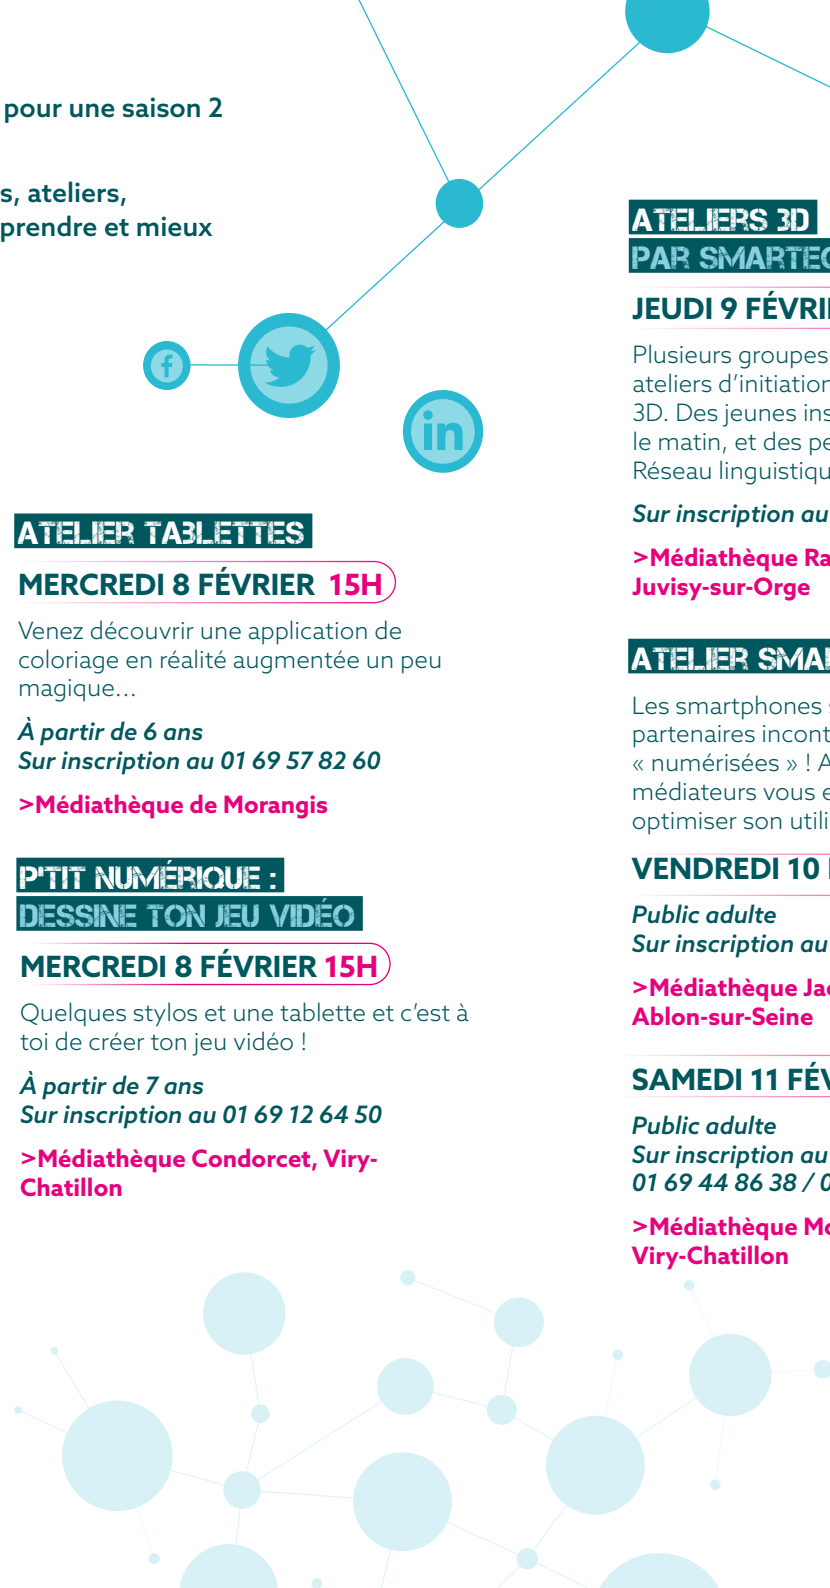 pour une saison 2
s, ateliers,
prendre et mieux
in
ATELIER TABLETTES
MERCREDI 8 FÉVRIER 15H
Venez découvrir une application de
coloriage en réalité augmentée un peu
magique...
À partir de 6 ans
Sur inscription au 01 69 57 82 60
>Médiathèque de Morangis
P'TIT NUMÉRIQUE :
DESSINE TON JEU VIDÉO
MERCREDI 8 FÉVRIER 15H
Quelques stylos et une tablette et c'est à
toi de créer ton jeu vidéo !
À partir de 7 ans
Sur inscription au 01 69 12 64 50
>Médiathèque Condorcet, Viry-
Chatillon
ATELIERS 3D
PAR SMARTEC
JEUDI 9 FÉVRI
Plusieurs groupes
ateliers d'initiation
3D. Des jeunes ins
le matin, et des pe
Réseau linguistiqu
Sur inscription au
>Médiathèque Ra
Juvisy-sur-Orge
ATELIER SMA
Les smartphones s
partenaires incont
« numérisées » ! A
médiateurs vous e
optimiser son utili
VENDREDI 10
Public adulte
Sur inscription au
>Médiathèque Ja
Ablon-sur-Seine
SAMEDI 11 FÉV
Public adulte
Sur inscription au
01 69 44 86 38 / 0
>Médiathèque Mo
Viry-Chatillon